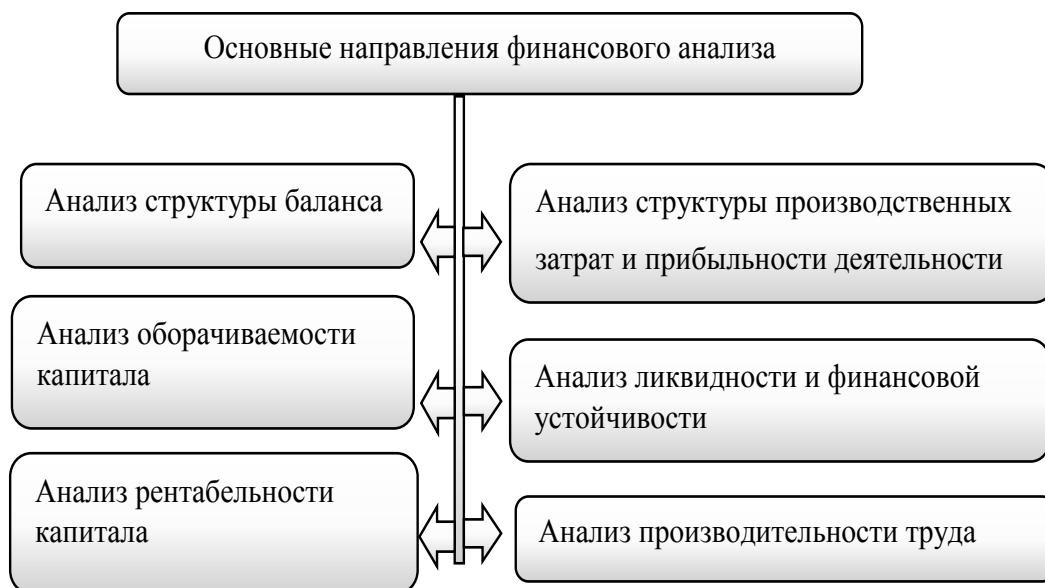 Основные направления финансового анализа
Анализ структуры баланса
Анализ структуры производственных
затрат и прибыльности деятельности
Анализ оборачиваемости
капитала
Анализ ликвидности и финансовой
устойчивости
Анализ рентабельности
капитала
Анализ производительности труда